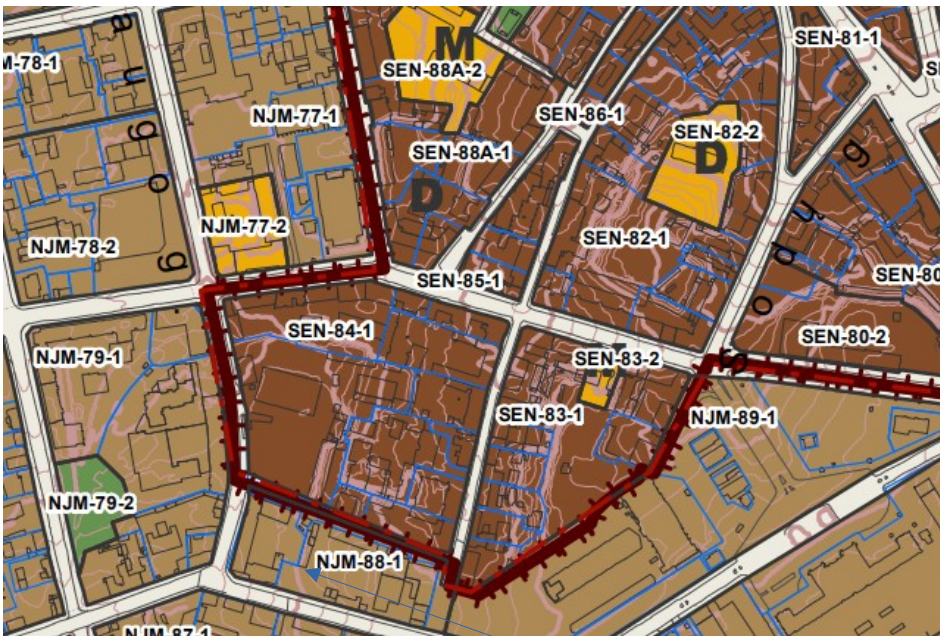 M-78-1
a
u
g
o
g
g
NJM-77-1
NJM-77-2
NJM-78-2
M
SEN-88A-2
SEN-88A-1
D
SEN-86-1
SEN-81-1
SEN-82-2
D
SEN-82-1
g
y
d
o
S
SEN-80
SEN-80-2
SEN-85-1
SEN-84-1
SEN-83-2
SEN-83-1
NJM-89-1
NJM-79-1
NJM-79-2
NJM-88-1
NJM-87-1